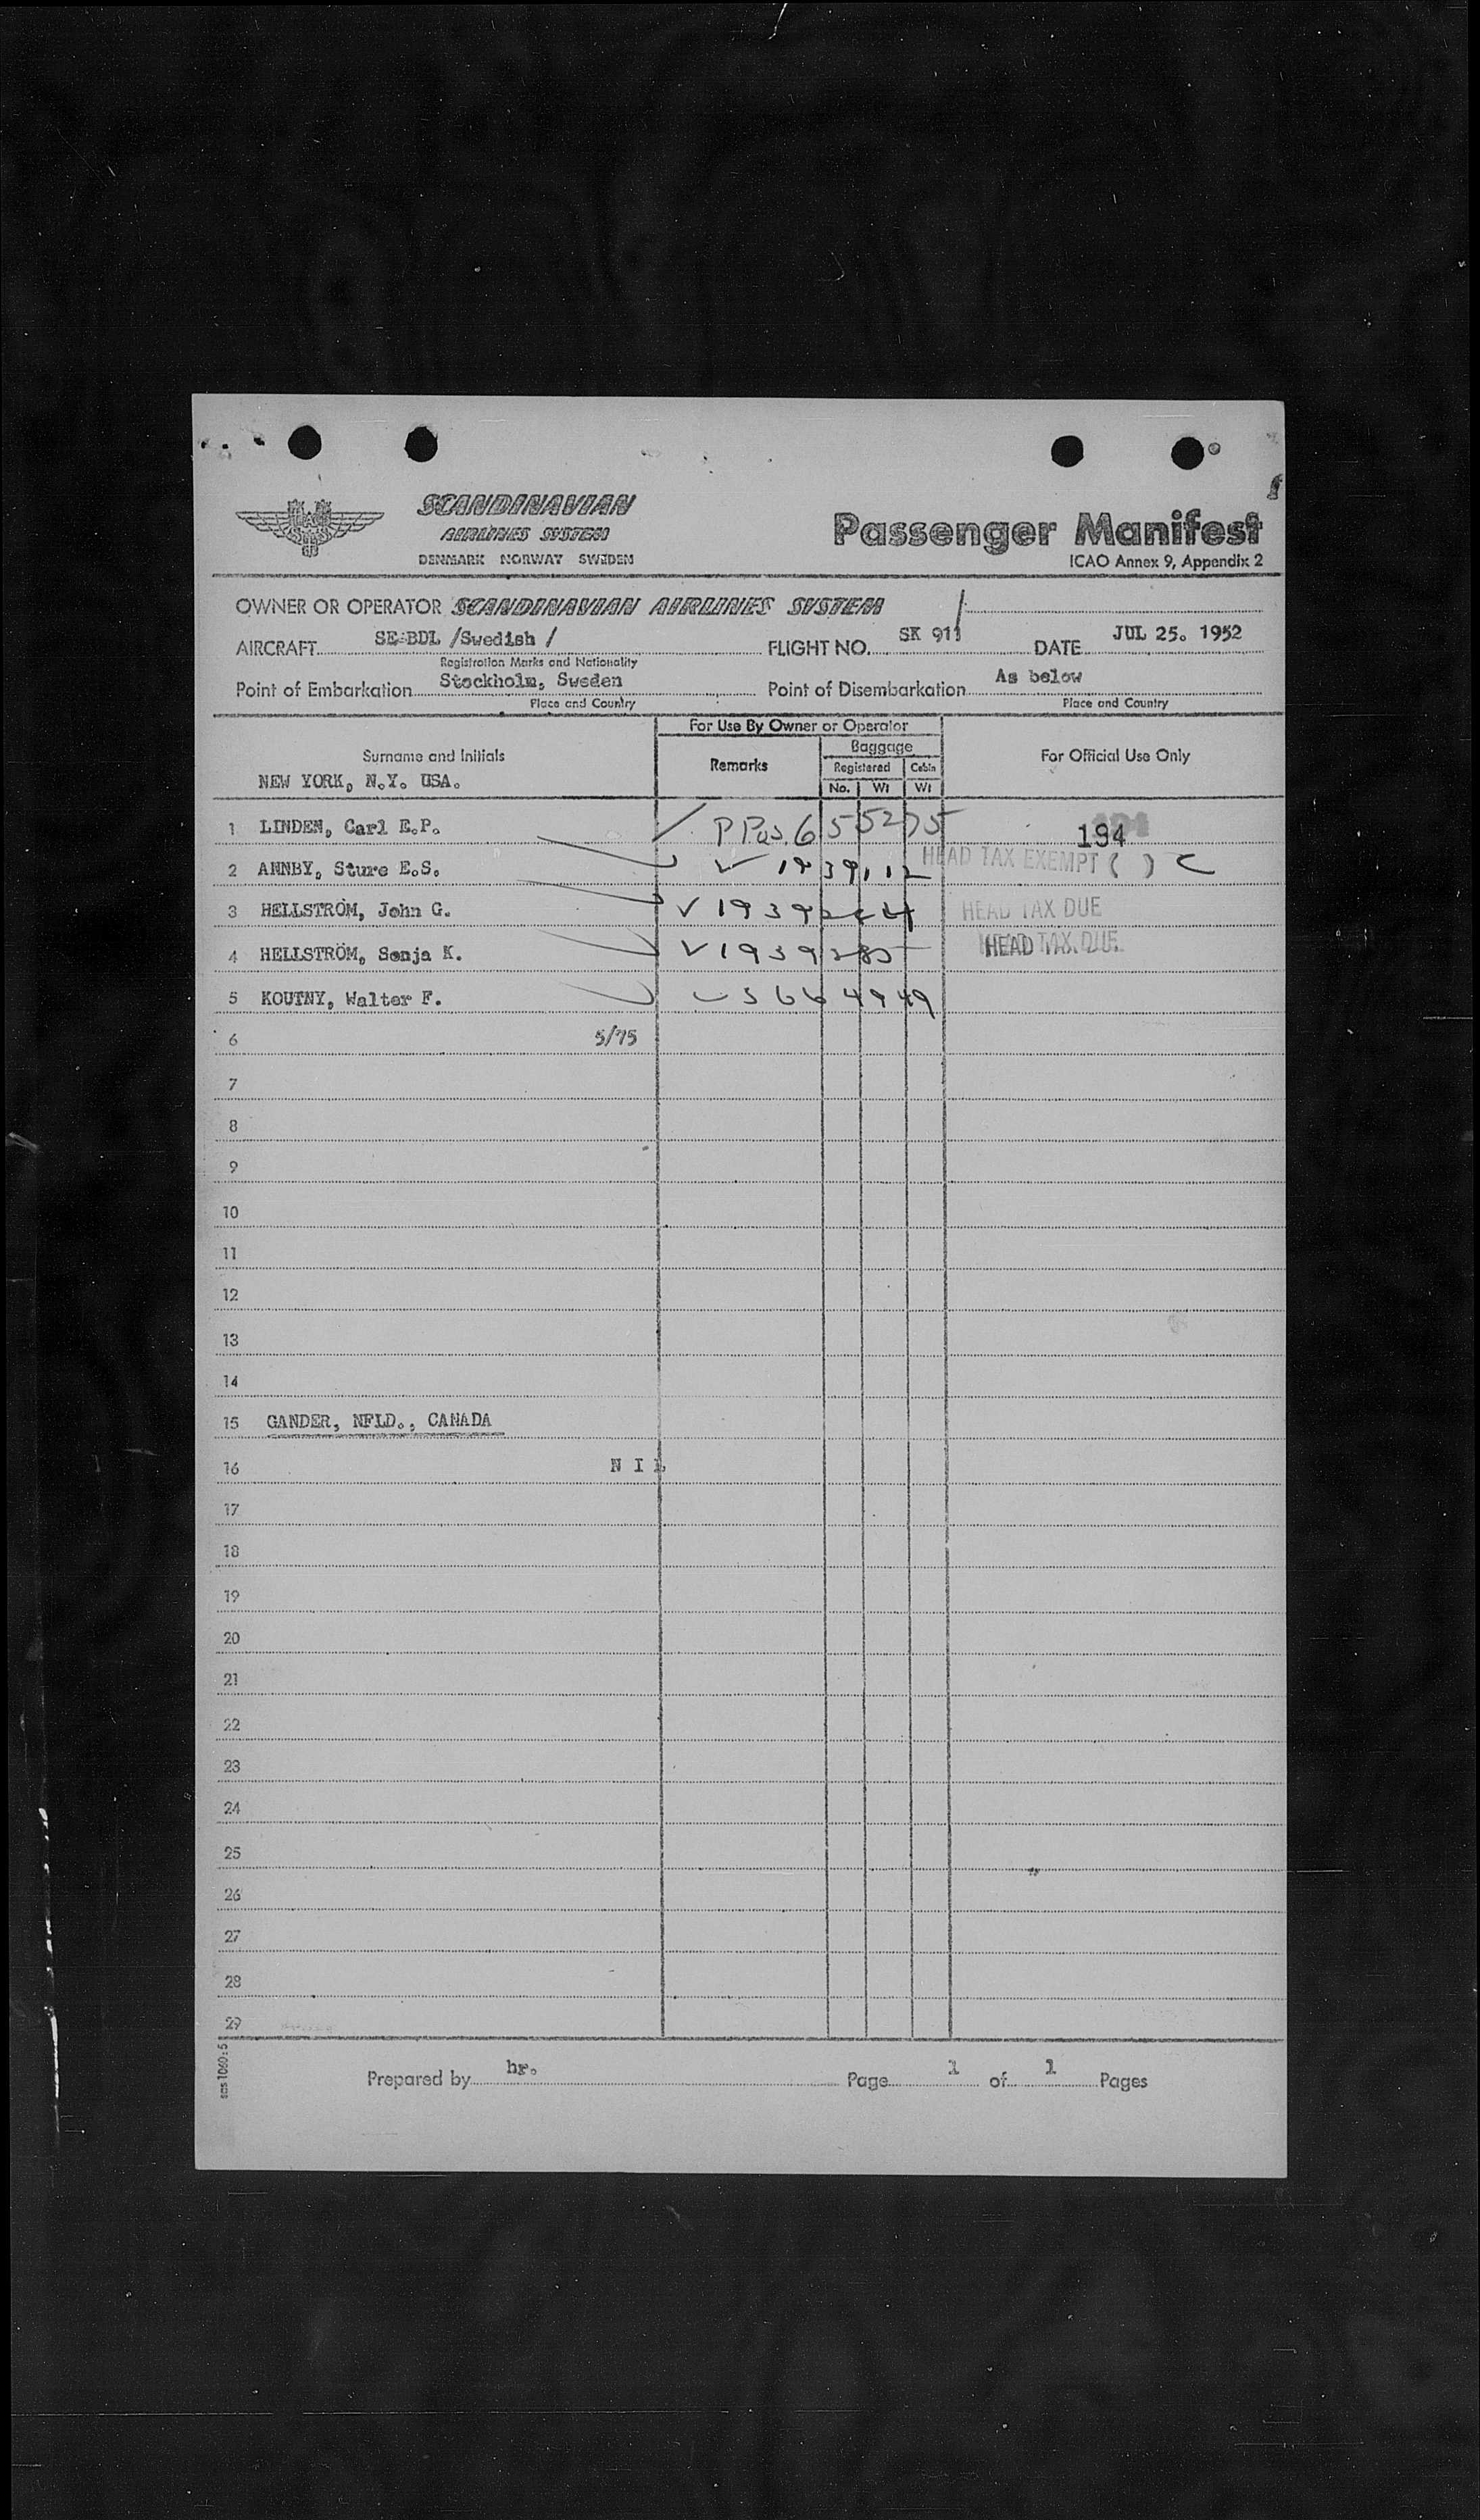 SCANDINAVIAN
AIRLINES SYSTEM
DENMARK NORWAY SWEDEN
Passenger Manifest
ICAO Annex 9, Appendix 2
OWNER OR OPERATOR SCANDINAVIAN AIRLINES SYSTEM
AIRCRAFT SE-BDL /Swedish / FLIGHT NO. SK 911 DATE JUL 25. 1952
Registration Marks and Nationality
Point of Embarkation Stockholm, Sweden Point of Disembarkation As below
Place and Country Place and Country
For Use By Owner or Operator
Surname and Initials Remarks Baggage For Official Use Only
Registered Cabin
NEW YORK, N.Y. USA. No. Wt Wt
1 LINDEN, Carl E.P. P Pas. 6555275 194
2 ANNBY, Sture E.S. 1939112 HEAD TAX EXEMPT ( )
3 HELLSTRÖM, John G. HEAD TAX DUE
4 HELLSTRÖM, Sonja K. 1939285 HEAD TAX DUE
5 KOUTNY, Walter F. 5664949
6 5/75
7
8
9
10
11
12
13
14
15 GANDER, NFLD., CANADA
16 N I L
17
18
19
20
21
22
23
24
25
26
27
28
29
sas 1060:5
Prepared by hr. Page 1 of 1 Pages